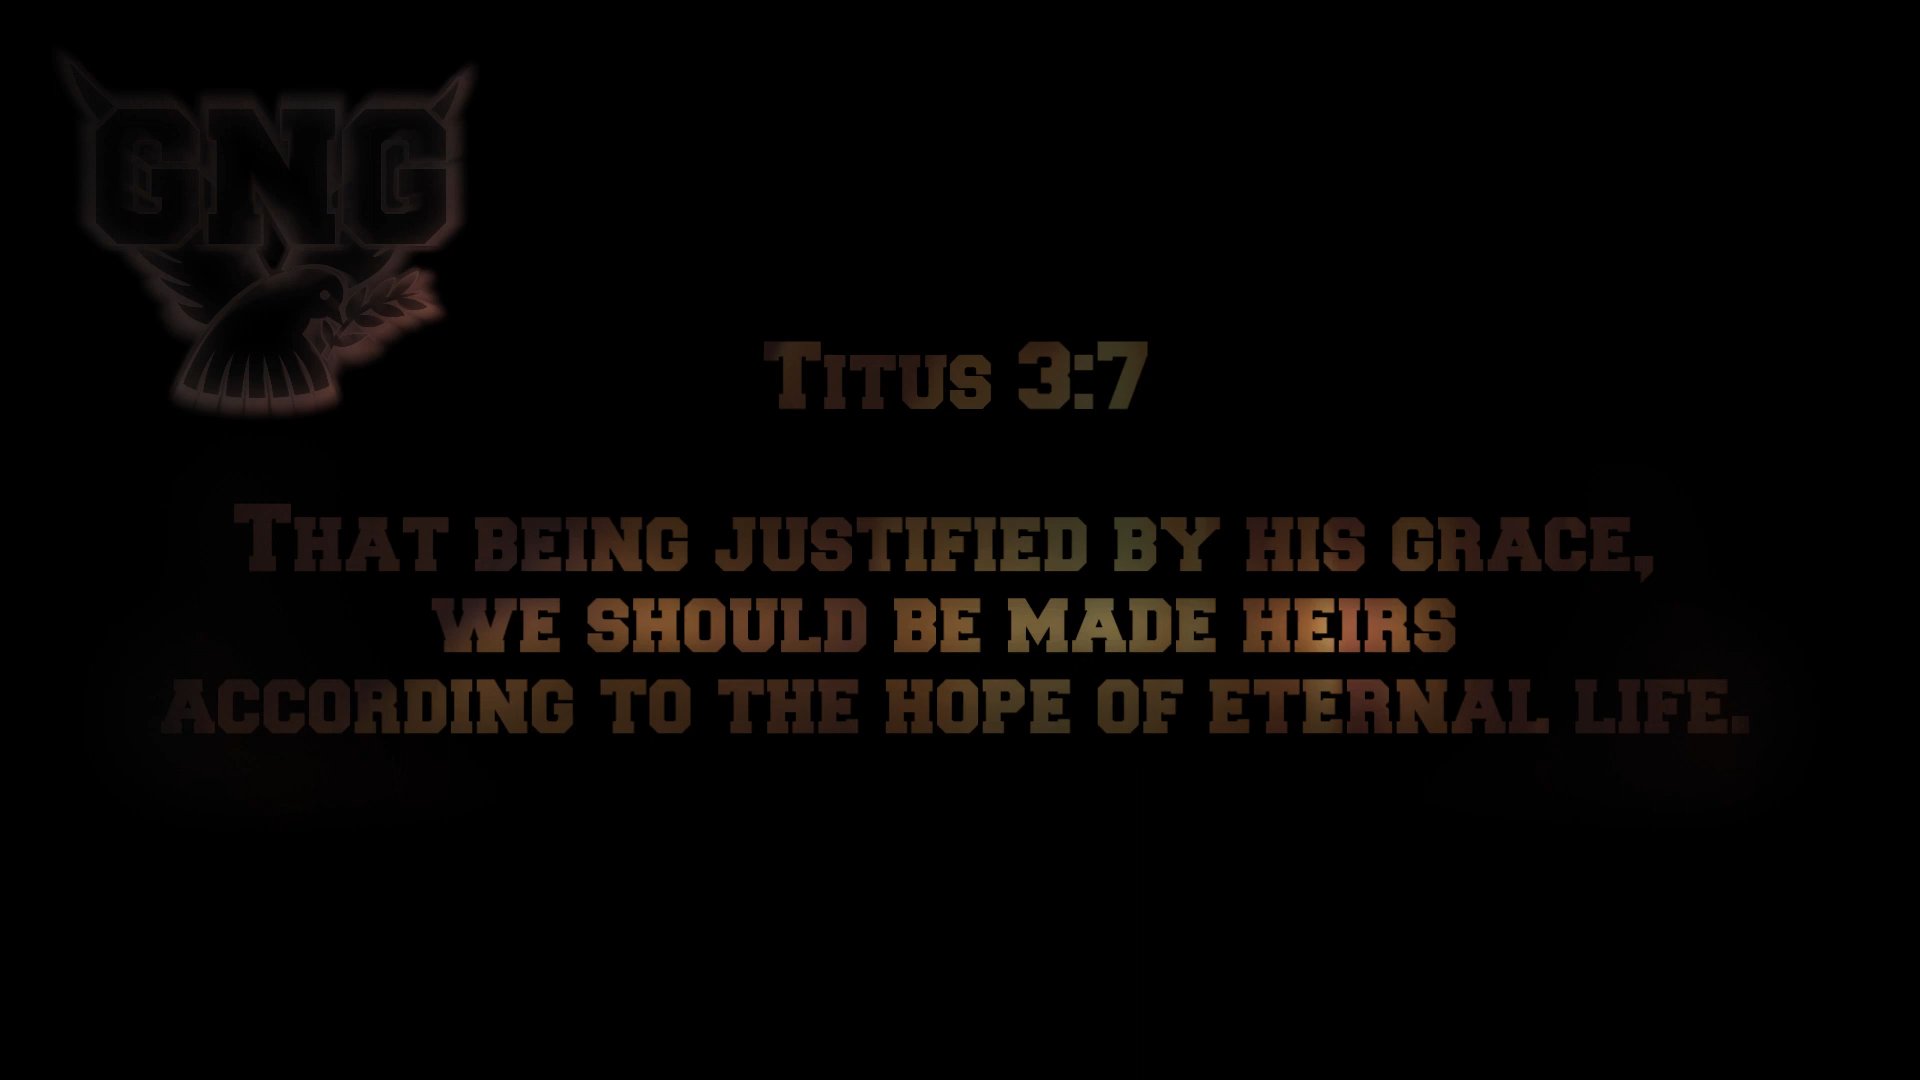 GNG
Titus 3:7
That being justified by his grace,
we should be made heirs
according to the hope of eternal life.